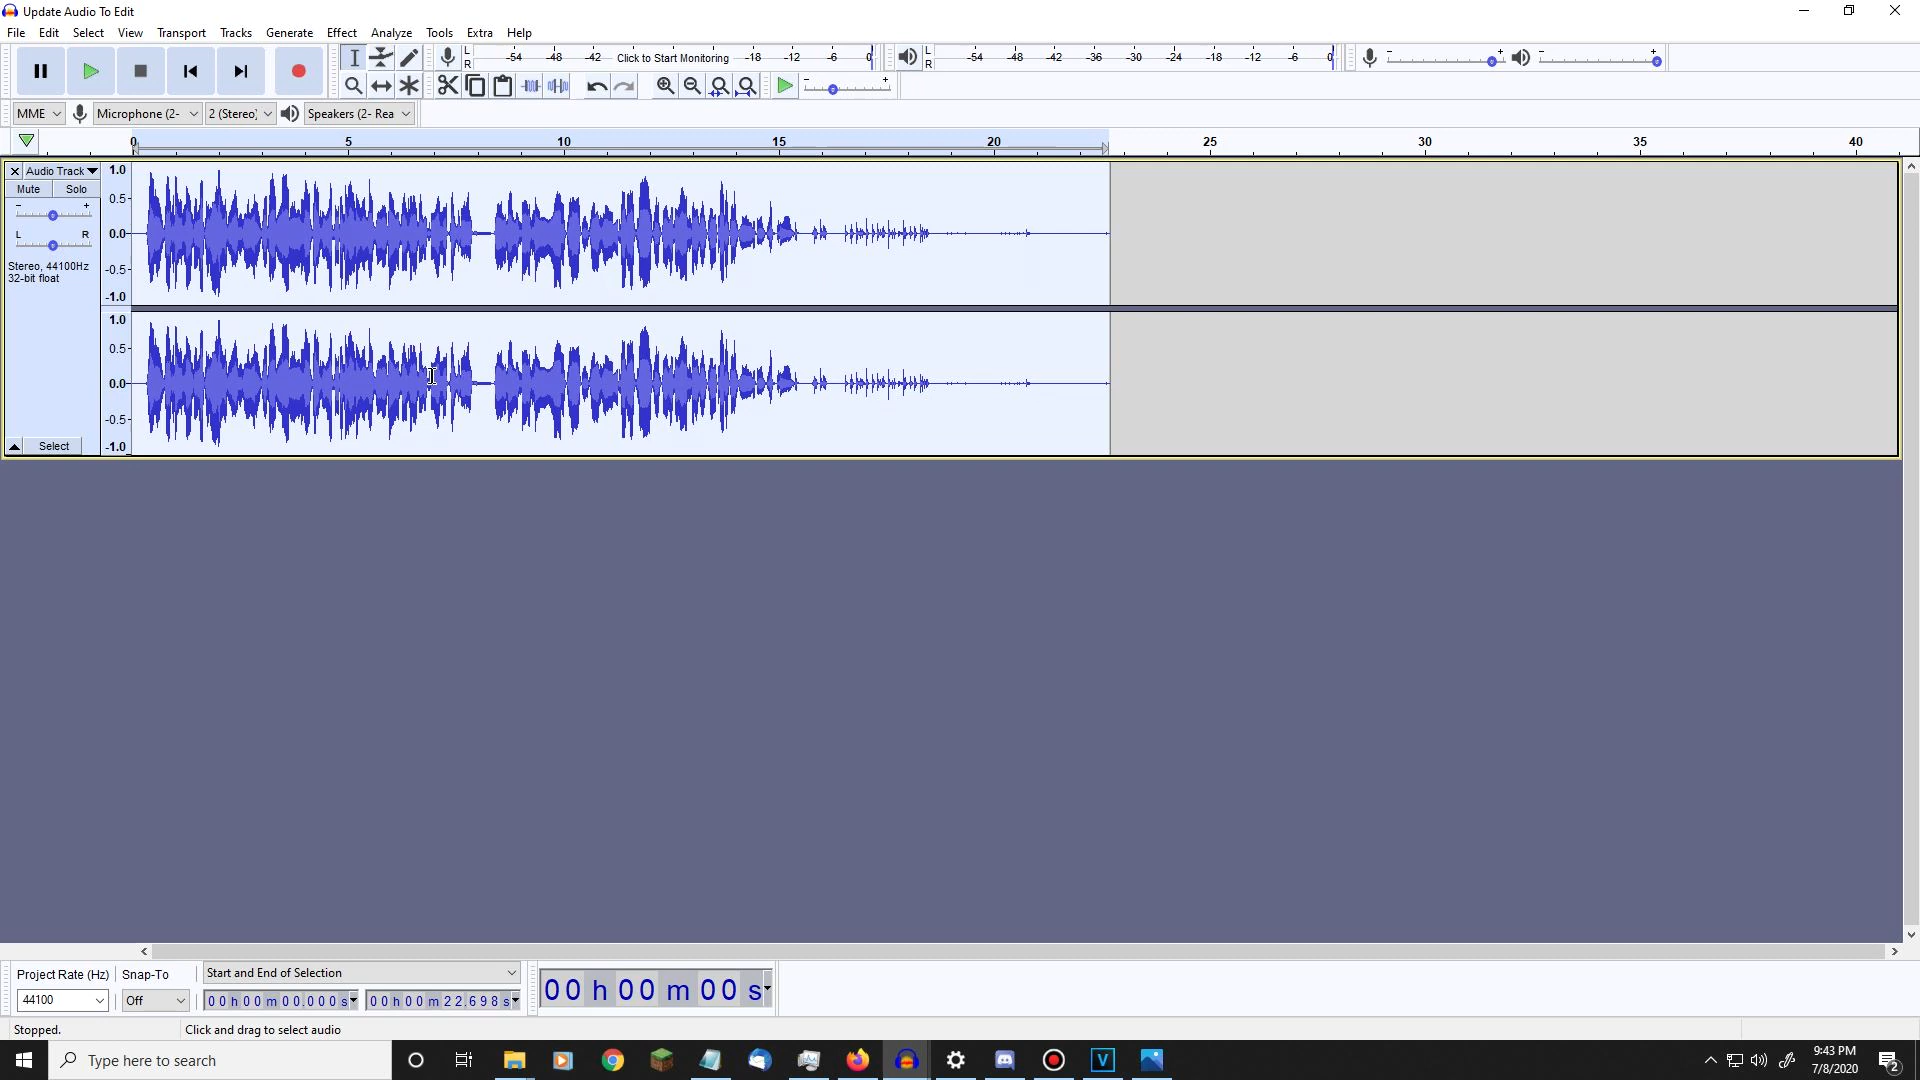 Update Audio To Edit
File Edit Select View Transport Tracks Generate Effect Analyze Tools Extra Help
L R -54 -48 -42 Click to Start Monitoring -18 -12 -6 0 L R -54 -48 -42 -36 -30 -24 -18 -12 -6 0 - + - +
- +
MME Microphone (2- 2 (Stereo) Speakers (2- Rea
0 5 10 15 20 25 30 35 40
Audio Track
Mute Solo
- +
L R
Stereo, 44100Hz
32-bit float
Select
1.0
0.5-
0.0-
-0.5-
-1.0
1.0
0.5-
0.0-
-0.5-
-1.0
Project Rate (Hz) Snap-To Start and End of Selection
44100 Off 00 h 00 m 00.000 s 00 h 00 m 22.698 s
00 h 00 m 00 s
Stopped. Click and drag to select audio
Type here to search
V
9:43 PM
7/8/2020
2